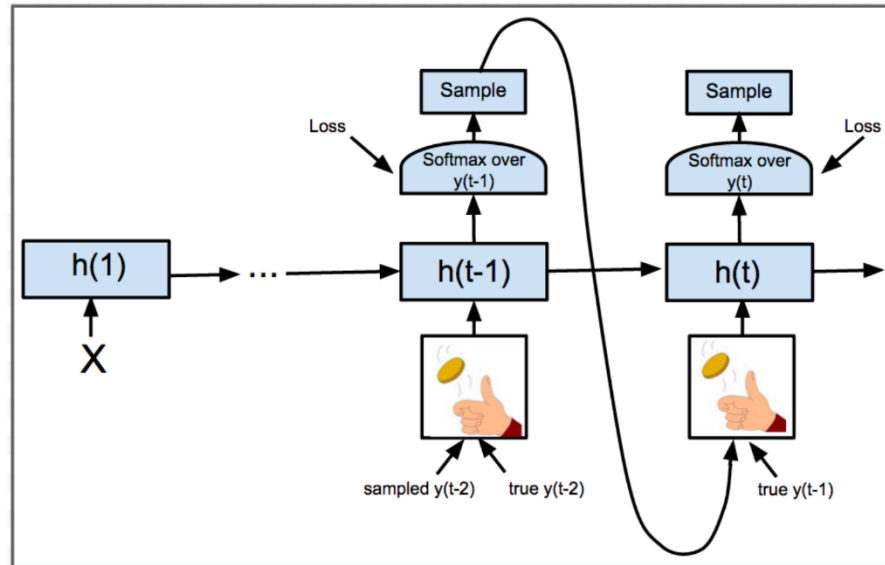 Sample
Sample
Loss
Loss
Softmax over
y(t-1)
Softmax over
y(t)
h(1)
...
h(t-1)
h(t)
X
sampled y(t-2)
true y(t-2)
true y(t-1)